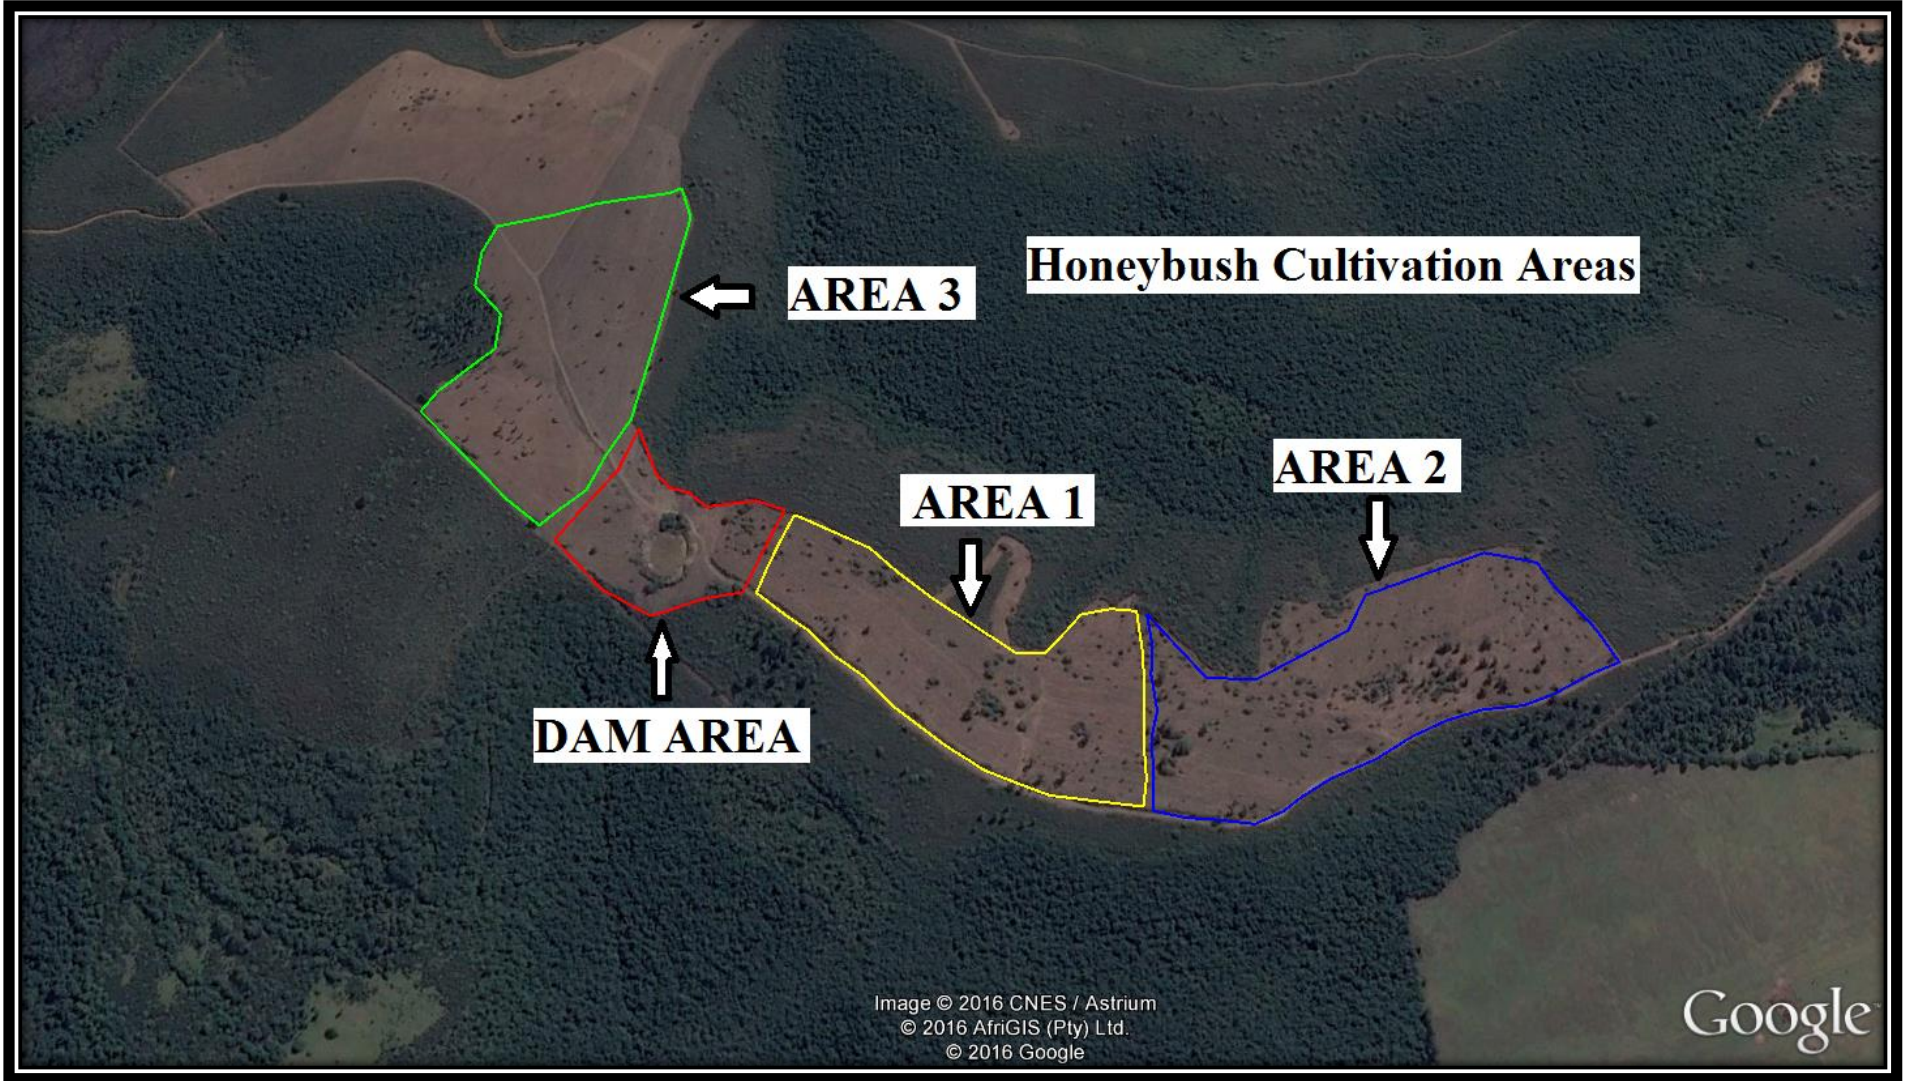 Honeybush Cultivation Areas
AREA 3
AREA 2
AREA 1
DAM AREA
Image © 2016 CNES / Astrium
© 2016 AfriGIS (Pty) Ltd.
© 2016 Google
Google